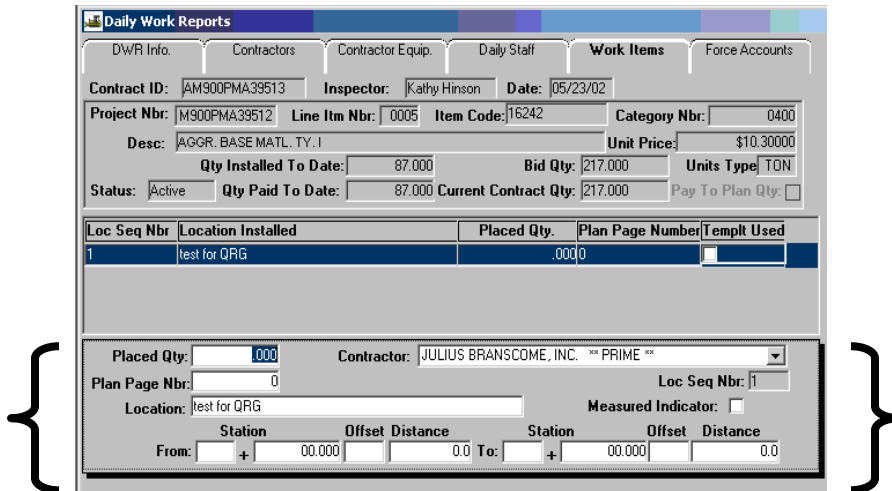 Daily Work Reports
DWR Info. Contractors Contractor Equip. Daily Staff Work Items Force Accounts
Contract ID: AM900PMA39513 Inspector: Kathy Hinson Date: 05/23/02
Project Nbr: M900PMA39512 Line Itm Nbr: 0005 Item Code: 16242 Category Nbr: 0400
Desc: AGGR. BASE MATL. TY. I Unit Price: $10.30000
Qty Installed To Date: 87.000 Bid Qty: 217.000 Units Type TON
Status: Active Qty Paid To Date: 87.000 Current Contract Qty: 217.000 Pay To Plan Qty:
Loc Seq Nbr Location Installed Placed Qty. Plan Page Number Templt Used
1 test for QRG .000 0
Placed Qty: .000 Contractor: JULIUS BRANSCOME, INC. ** PRIME **
Plan Page Nbr: 0 Loc Seq Nbr: 1
Location: test for QRG Measured Indicator:
Station Offset Distance Station Offset Distance
From: + 00.000 0.0 To: + 00.000 0.0